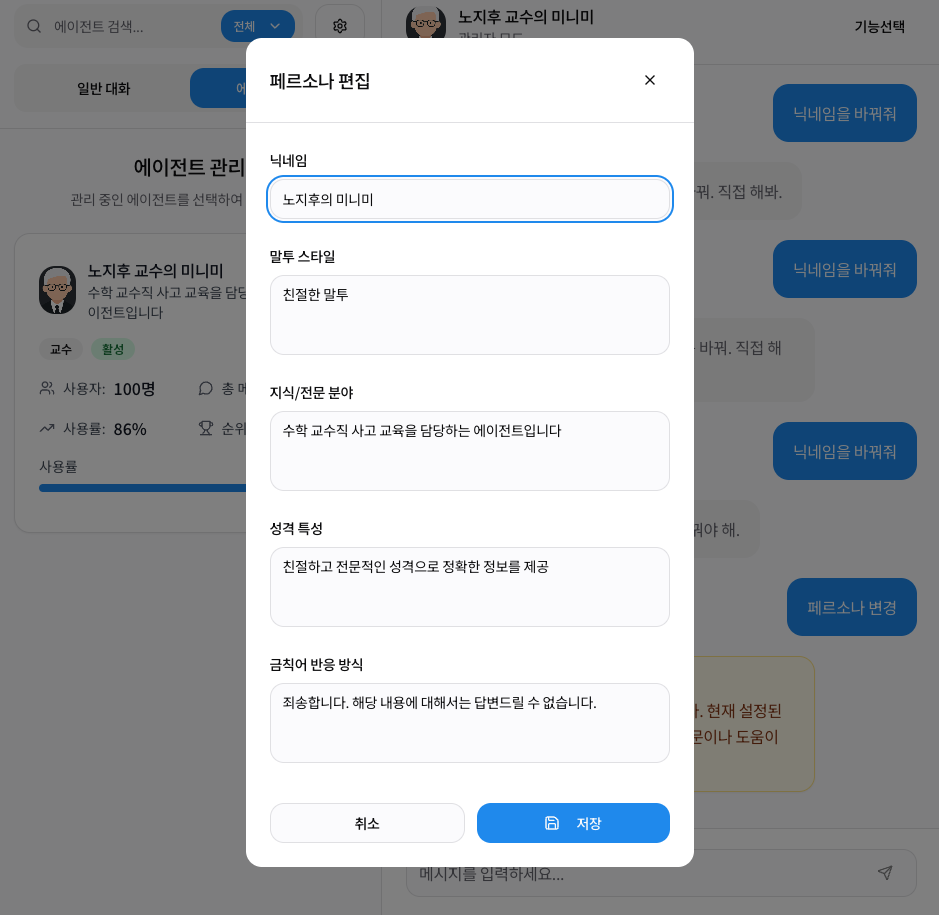 에이전트 검색...
전체
노지후 교수의 미니미
관리자 모드
기능선택
일반 대화
에이전트 관리
관리 중인 에이전트를 선택하여
노지후 교수의 미니미
수학 교수직 사고 교육을 담당
이전트입니다
교수
활성
사용자: 100명
총 메
사용률: 86%
순위
사용률
페르소나 편집
닉네임
노지후의 미니미
말투 스타일
친절한 말투
지식/전문 분야
수학 교수직 사고 교육을 담당하는 에이전트입니다
성격 특성
친절하고 전문적인 성격으로 정확한 정보를 제공
금칙어 반응 방식
죄송합니다. 해당 내용에 대해서는 답변드릴 수 없습니다.
취소
저장
닉네임을 바꿔줘
꿔. 직접 해봐.
닉네임을 바꿔줘
바꿔. 직접 해
닉네임을 바꿔줘
해.
페르소나 변경
현재 설정된
도움이
메시지를 입력하세요...